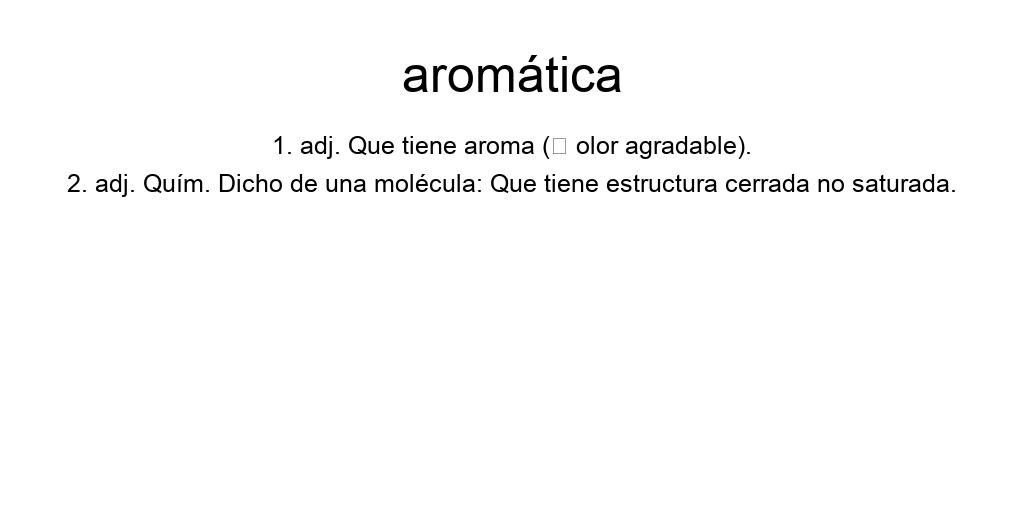 aromática
1. adj. Que tiene aroma (□ olor agradable).
2. adj. Quím. Dicho de una molécula: Que tiene estructura cerrada no saturada.